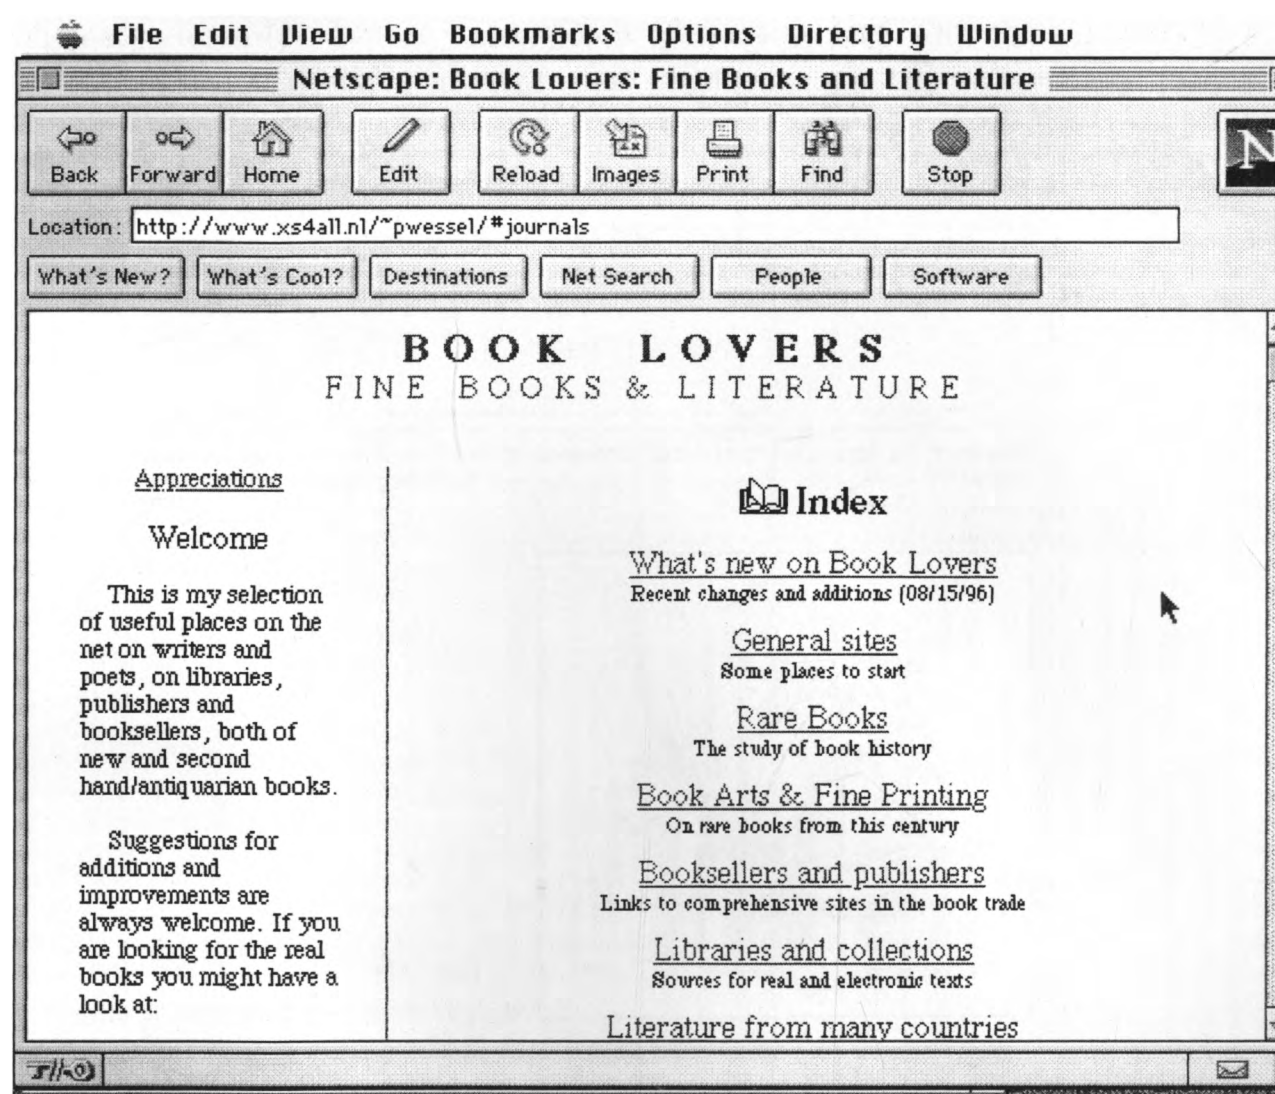 File Edit View Go Bookmarks Options Directory Window
Netscape: Book Lovers: Fine Books and Literature
Back Forward Home Edit Reload Images Print Find Stop
N
Location: http://www.xs4all.nl/~pwessel/#journals
What's New? What's Cool? Destinations Net Search People Software
BOOK LOVERS
FINE BOOKS & LITERATURE
Appreciations
Welcome
This is my selection
of useful places on the
net on writers and
poets, on libraries,
publishers and
booksellers, both of
new and second
hand/antiquarian books.
Suggestions for
additions and
improvements are
always welcome. If you
are looking for the real
books you might have a
look at:
Index
What's new on Book Lovers
Recent changes and additions (08/15/96)
General sites
Some places to start
Rare Books
The study of book history
Book Arts & Fine Printing
On rare books from this century
Booksellers and publishers
Links to comprehensive sites in the book trade
Libraries and collections
Sources for real and electronic texts
Literature from many countries